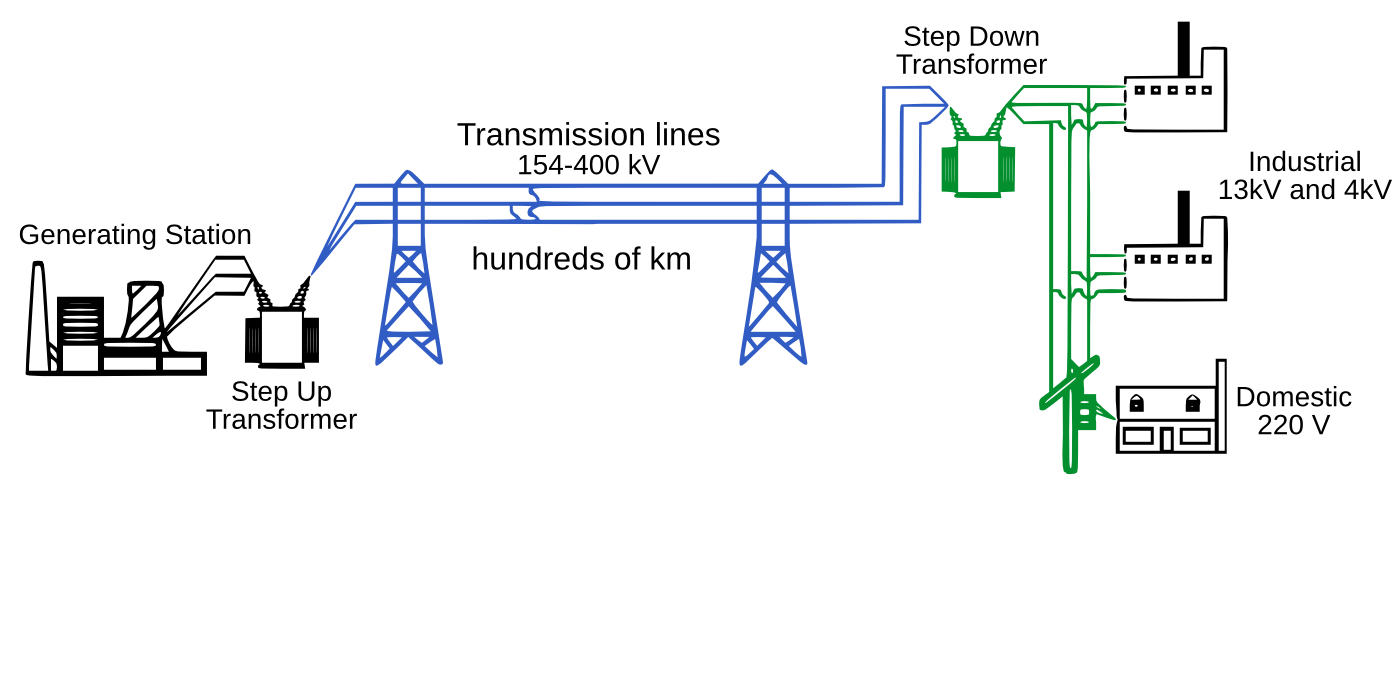 Step Down
Transformer
Transmission lines
154-400 kV
Industrial
13kV and 4kV
Generating Station
hundreds of km
Step Up
Transformer
Domestic
220 V